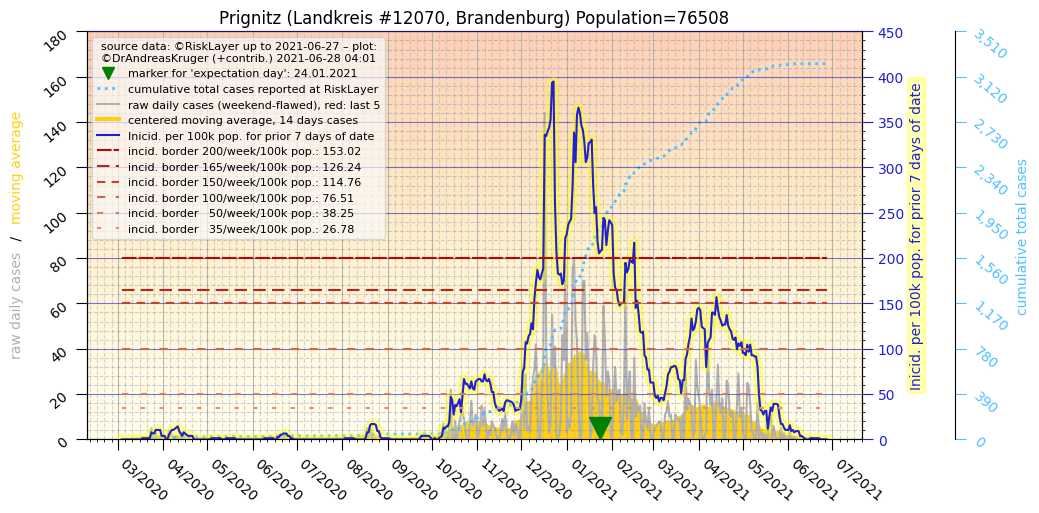 Prignitz (Landkreis #12070, Brandenburg) Population=76508
source data: ©RiskLayer up to 2021-06-27 – plot:
©DrAndreasKruger (+contrib.) 2021-06-28 04:01
marker for 'expectation day': 24.01.2021
cumulative total cases reported at RiskLayer
raw daily cases (weekend-flawed), red: last 5
centered moving average, 14 days cases
Inicid. per 100k pop. for prior 7 days of date
incid. border 200/week/100k pop.: 153.02
incid. border 165/week/100k pop.: 126.24
incid. border 150/week/100k pop.: 114.76
incid. border 100/week/100k pop.: 76.51
incid. border   50/week/100k pop.: 38.25
incid. border   35/week/100k pop.: 26.78
raw daily cases / moving average
180
160
140
120
100
80
60
40
20
0
03/2020
04/2020
05/2020
06/2020
07/2020
08/2020
09/2020
10/2020
11/2020
12/2020
01/2021
02/2021
03/2021
04/2021
05/2021
06/2021
07/2021
450
400
350
300
250
200
150
100
50
0
Inicid. per 100k pop. for prior 7 days of date
3,510
3,120
2,730
2,340
1,950
1,560
1,170
780
390
0
cumulative total cases